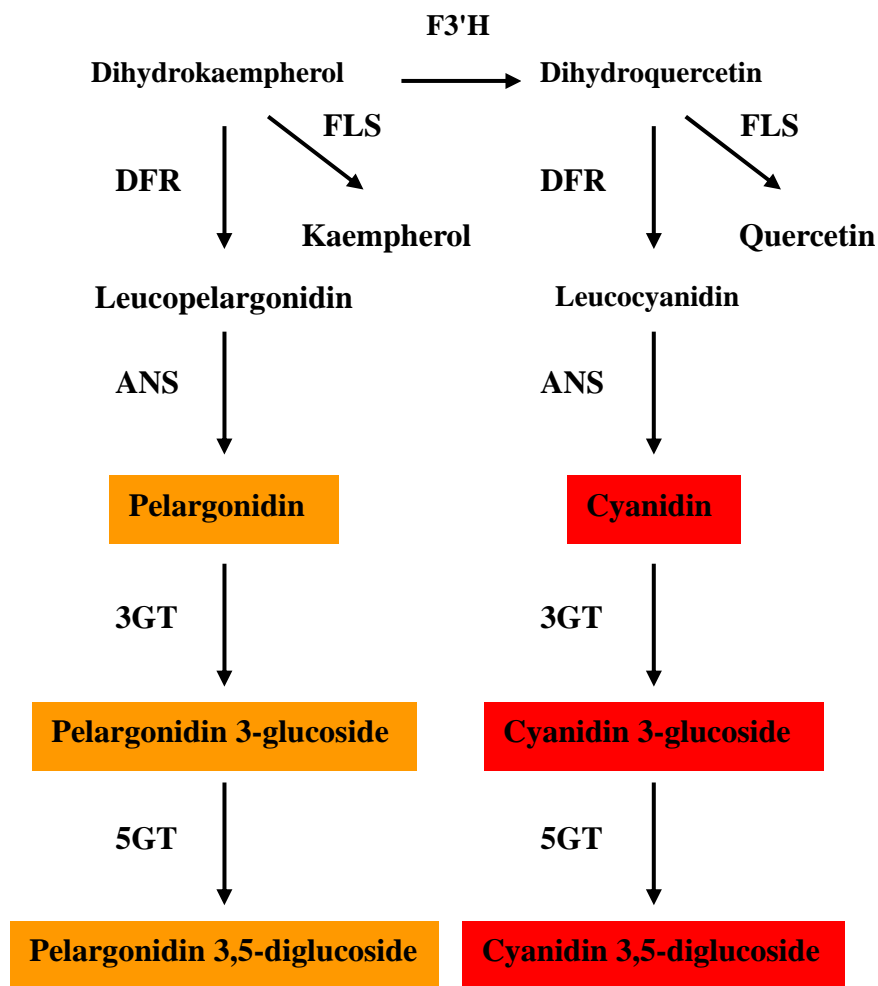 F3'H
Dihydrokaempherol
Dihydroquercetin
FLS
FLS
DFR
DFR
Kaempherol
Quercetin
Leucopelargonidin
Leucocyanidin
ANS
ANS
Pelargonidin
Cyanidin
3GT
3GT
Pelargonidin 3-glucoside
Cyanidin 3-glucoside
5GT
5GT
Pelargonidin 3,5-diglucoside
Cyanidin 3,5-diglucoside